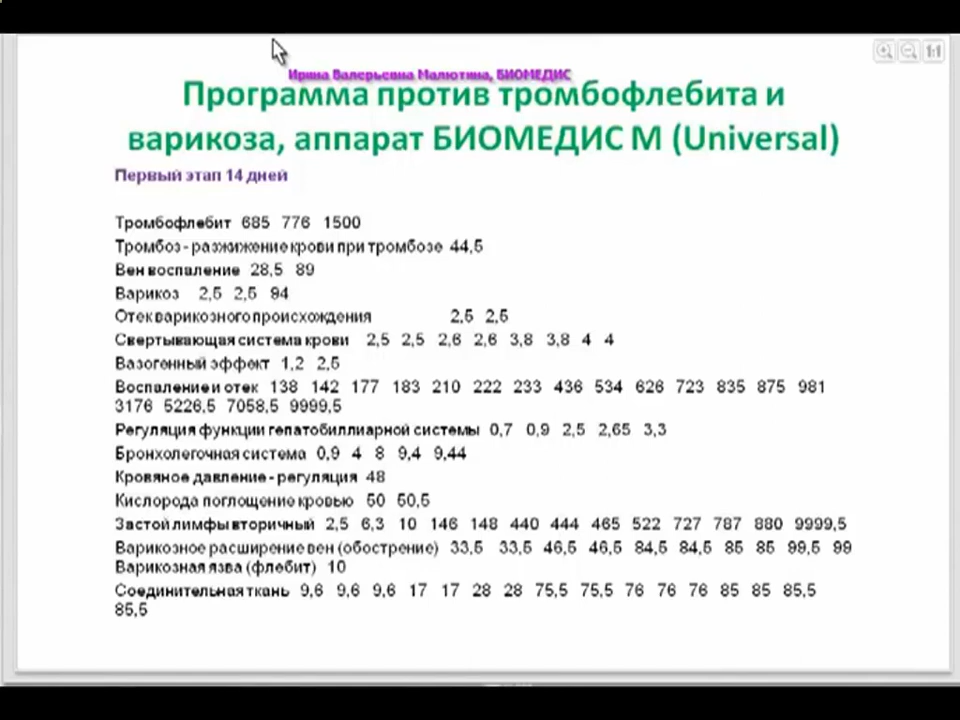 Ирина Валерьевна Малютина, БИОМЕДИС
Программа против тромбофлебита и
варикоза, аппарат БИОМЕДИС М (Universal)
Первый этап 14 дней
Тромбофлебит 685 776 1500
Тромбоз - разжижение крови при тромбозе 44,5
Вен воспаление 28,5 89
Варикоз 2,5 2,5 94
Отек варикозного происхождения 2,5 2,5
Свертывающая система крови 2,5 2,5 2,6 2,6 3,8 3,8 4 4
Вазогенный эффект 1,2 2,5
Воспаление и отек 138 142 177 183 210 222 233 436 534 626 723 835 875 981
3176 5226,5 7058,5 9999,5
Регуляция функции гепатобиллиарной системы 0,7 0,9 2,5 2,65 3,3
Бронхолегочная система 0,9 4 8 9,4 9,44
Кровяное давление - регуляция 48
Кислорода поглощение кровью 50 50,5
Застой лимфы вторичный 2,5 6,3 10 146 148 440 444 465 522 727 787 880 9999,5
Варикозное расширение вен (обострение) 33,5 33,5 46,5 46,5 84,5 84,5 85 85 99,5 99
Варикозная язва (флебит) 10
Соединительная ткань 9,6 9,6 9,6 17 17 28 28 75,5 75,5 76 76 76 85 85 85,5
85,5
1:1